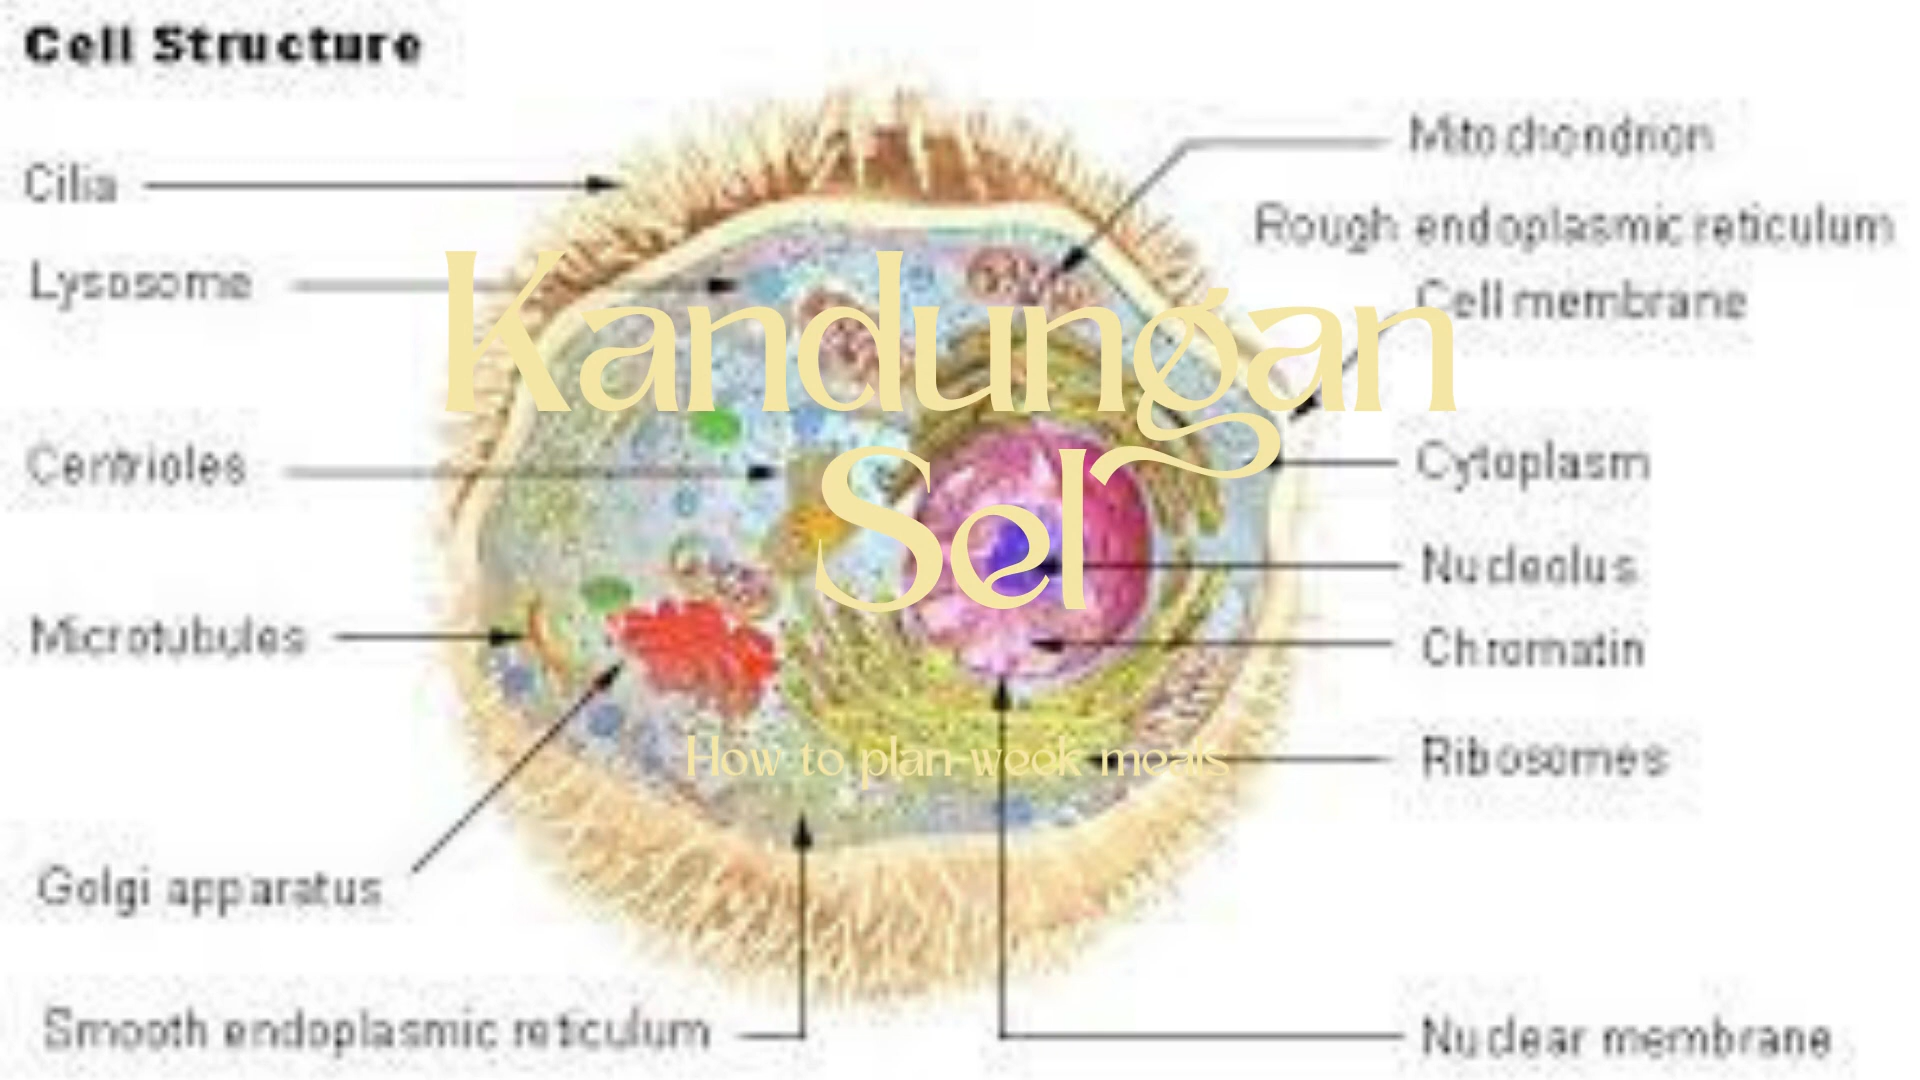 Cell Structure
Cilia
Lysosome
Centrioles
Microtubules
Golgi apparatus
Smooth endoplasmic reticulum
Mitochondrion
Rough endoplasmic reticulum
Cell membrane
Cytoplasm
Nucleolus
Chromatin
Ribosomes
Nuclear membrane
Kandungan
Sel
How to plan week meals